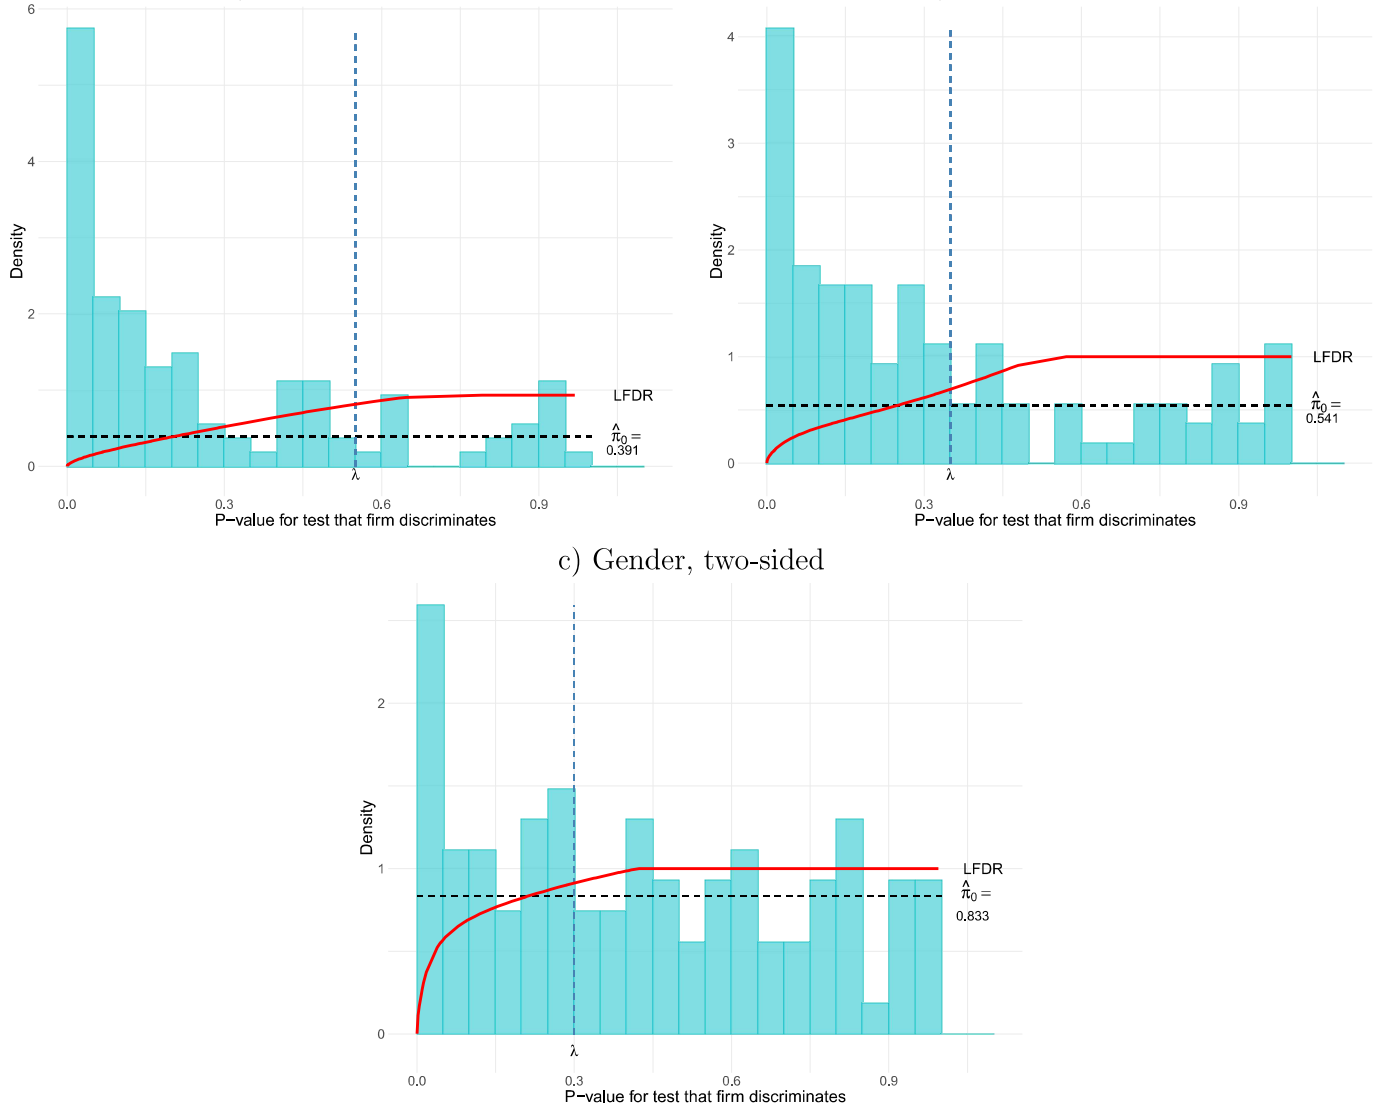 6
4
2
0
Density
LFDR
π̂₀ =
0.391
λ
0.0 0.3 0.6 0.9
P−value for test that firm discriminates
4
3
2
1
0
Density
LFDR
π̂₀ =
0.541
λ
0.0 0.3 0.6 0.9
P−value for test that firm discriminates
c) Gender, two-sided
2
1
0
Density
LFDR
π̂₀ =
0.833
λ
0.0 0.3 0.6 0.9
P−value for test that firm discriminates